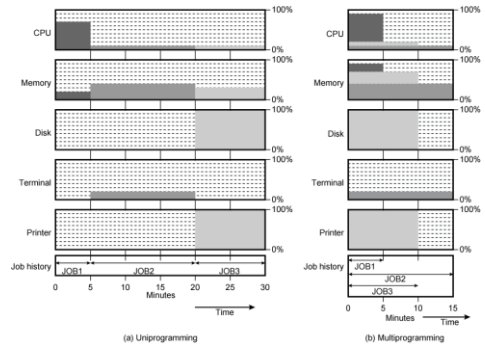 CPU
100%
0%
Memory
100%
0%
Disk
100%
0%
Terminal
100%
0%
Printer
100%
0%
Job history
JOB1
JOB2
JOB3
0 5 10 15 20 25 30
Minutes
Time
(a) Uniprogramming
CPU
100%
0%
Memory
100%
0%
Disk
100%
0%
Terminal
100%
0%
Printer
100%
0%
Job history
JOB1
JOB2
JOB3
0 5 10 15
Minutes
Time
(b) Multiprogramming